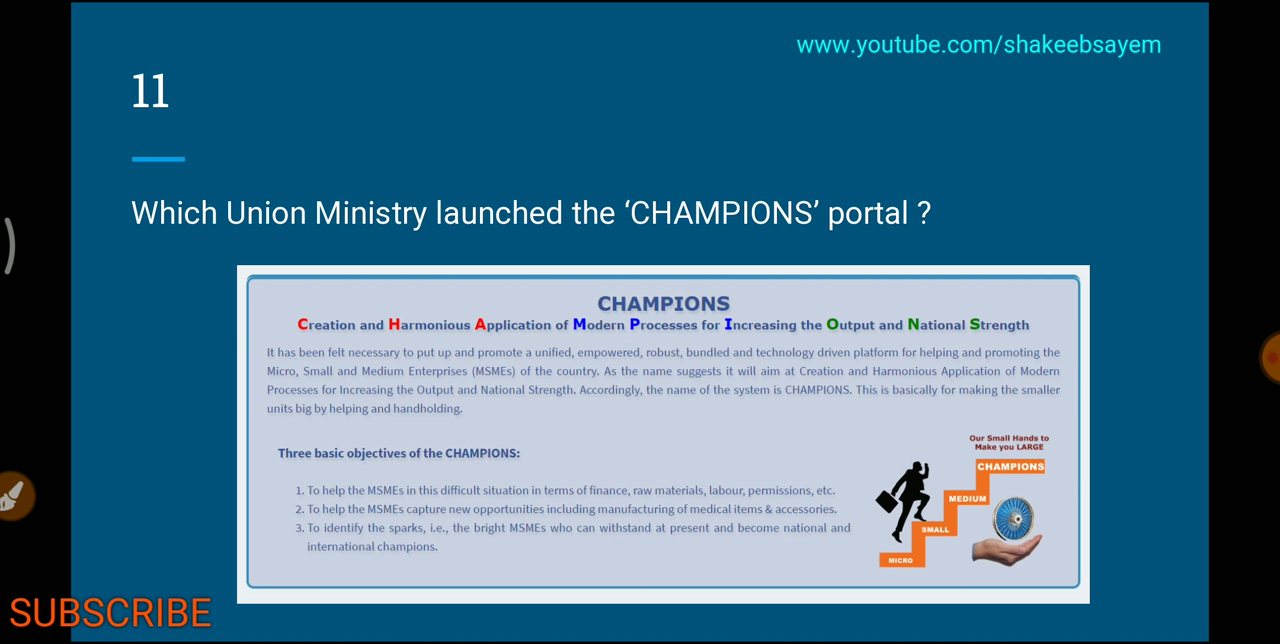 www.youtube.com/shakeebsayem
11
Which Union Ministry launched the ‘CHAMPIONS’ portal ?
CHAMPIONS
Creation and Harmonious Application of Modern Processes for Increasing the Output and National Strength
It has been felt necessary to put up and promote a unified, empowered, robust, bundled and technology driven platform for helping and promoting the
Micro, Small and Medium Enterprises (MSMEs) of the country. As the name suggests it will aim at Creation and Harmonious Application of Modern
Processes for Increasing the Output and National Strength. Accordingly, the name of the system is CHAMPIONS. This is basically for making the smaller
units big by helping and handholding.
Three basic objectives of the CHAMPIONS:
1. To help the MSMEs in this difficult situation in terms of finance, raw materials, labour, permissions, etc.
2. To help the MSMEs capture new opportunities including manufacturing of medical items & accessories.
3. To identify the sparks, i.e., the bright MSMEs who can withstand at present and become national and
international champions.
Our Small Hands to
Make you LARGE
CHAMPIONS
MEDIUM
SMALL
MICRO
SUBSCRIBE